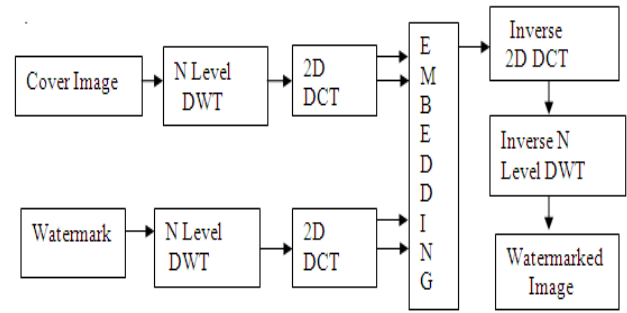 Cover Image
N Level
DWT
2D
DCT
E
M
B
E
D
D
I
N
G
Inverse
2D DCT
Inverse N
Level DWT
Watermarked
Image
Watermark
N Level
DWT
2D
DCT